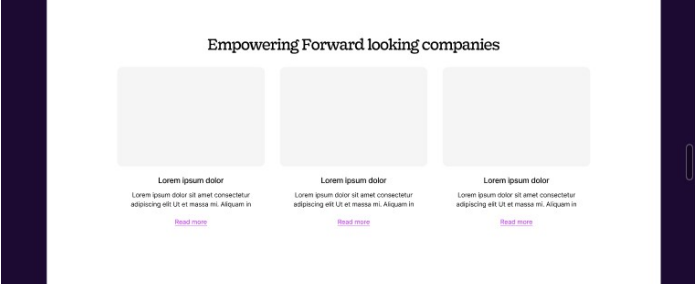 Empowering Forward looking companies
Lorem ipsum dolor
Lorem ipsum dolor sit amet consectetur
adipiscing elit Ut et massa mi. Aliquam in
Read more
Lorem ipsum dolor
Lorem ipsum dolor sit amet consectetur
adipiscing elit Ut et massa mi. Aliquam in
Read more
Lorem ipsum dolor
Lorem ipsum dolor sit amet consectetur
adipiscing elit Ut et massa mi. Aliquam in
Read more